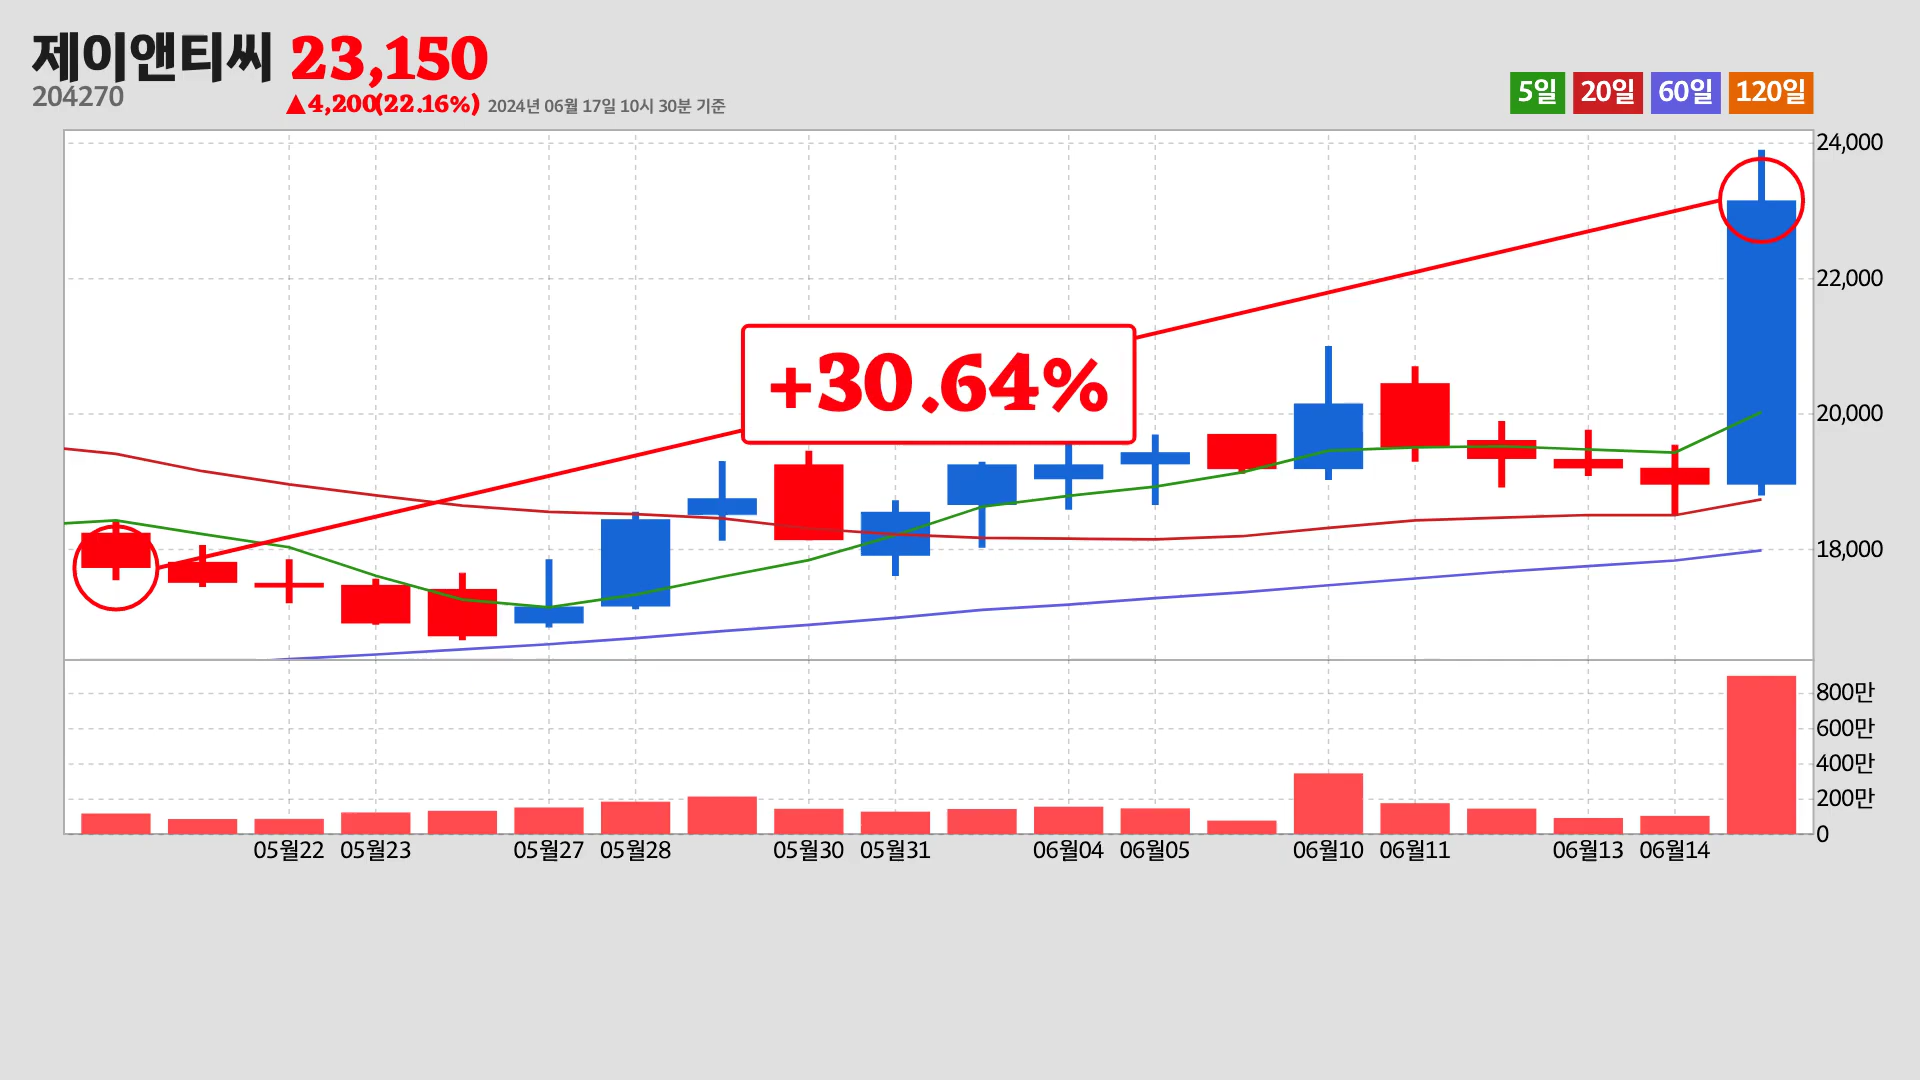 제이앤티씨 23,150
204270
▲4,200(22.16%) 2024년 06월 17일 10시 30분 기준
5일 20일 60일 120일
24,000
22,000
+30.64%
20,000
18,000
800만
600만
400만
200만
0
05월22 05월23 05월27 05월28 05월30 05월31 06월04 06월05 06월10 06월11 06월13 06월14